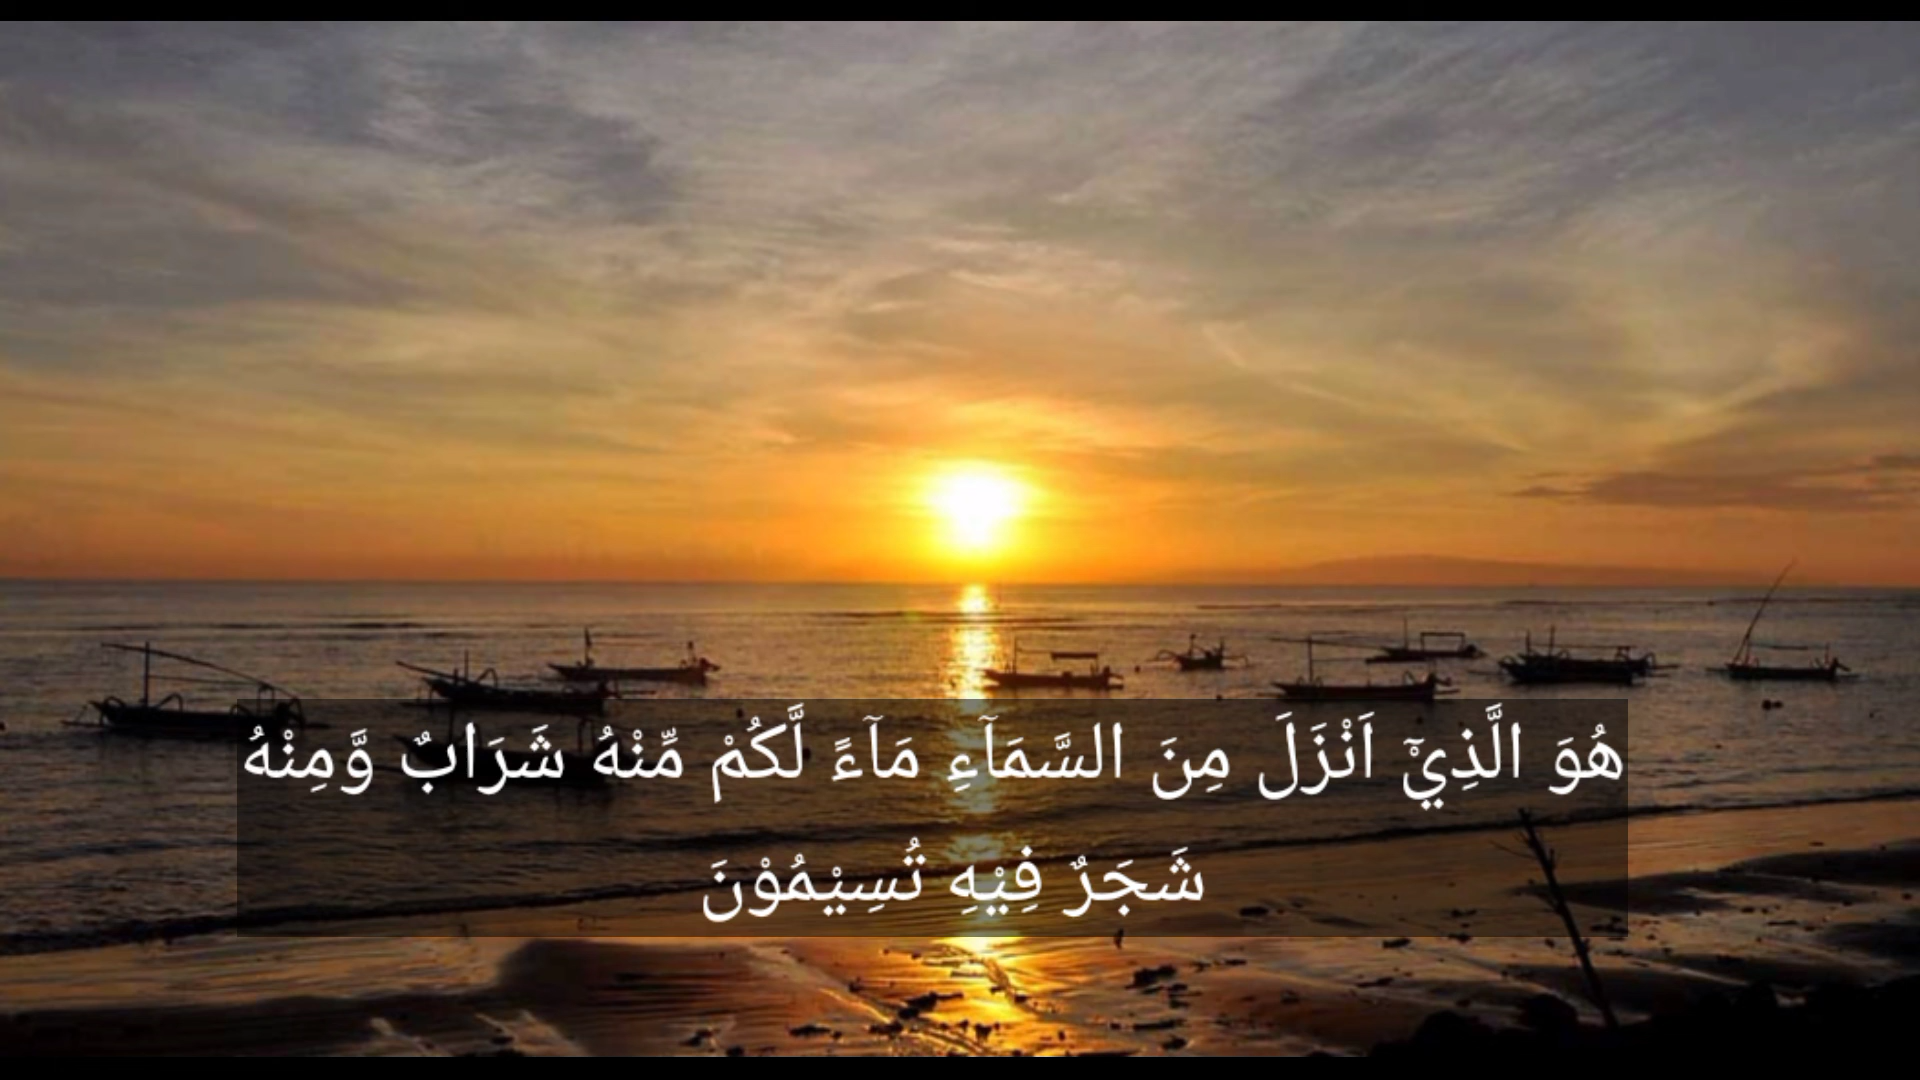 هُوَ الَّذِيْٓ اَنْزَلَ مِنَ السَّمَآءِ مَآءً لَّكُمْ مِّنْهُ شَرَابٌ وَّمِنْهُ
شَجَرٌ فِيْهِ تُسِيْمُوْنَ